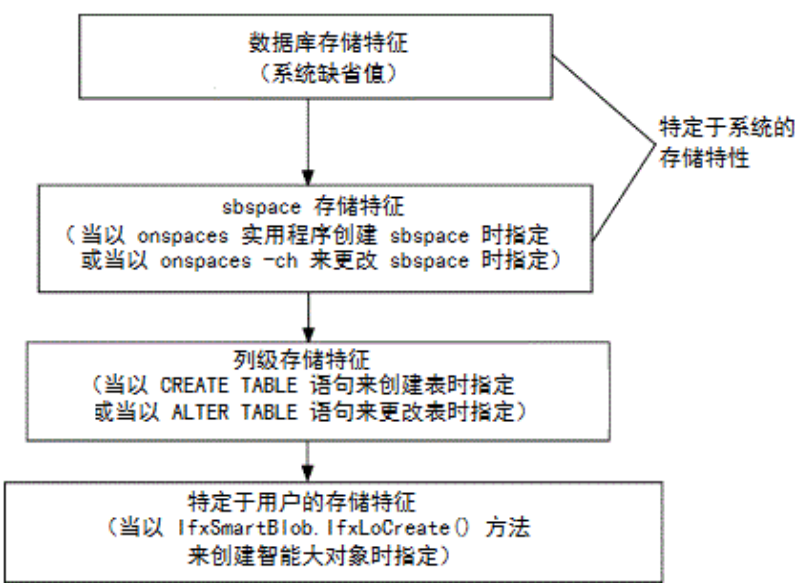 数据库存储特征
（系统缺省值）
特定于系统的
存储特性
sbspace 存储特征
（当以 onspaces 实用程序创建 sbspace 时指定
或当以 onspaces -ch 来更改 sbspace 时指定）
列级存储特征
（当以 CREATE TABLE 语句来创建表时指定
或当以 ALTER TABLE 语句来更改表时指定）
特定于用户的存储特征
（当以 IfxSmartBlob.IfxLoCreate() 方法
来创建智能大对象时指定）